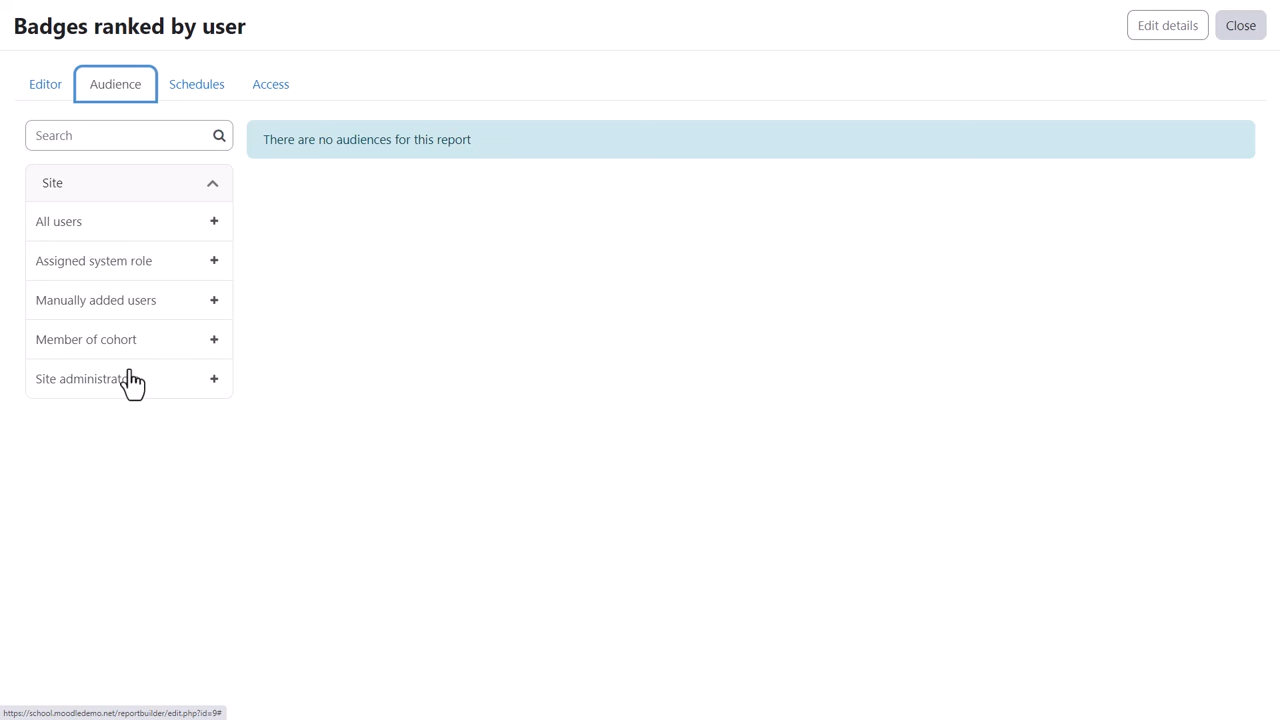 Badges ranked by user
Edit details
Close
Editor
Audience
Schedules
Access
Search
There are no audiences for this report
Site
All users
Assigned system role
Manually added users
Member of cohort
Site administrato
https://school.moodledemo.net/reportbuilder/edit.php?id=9#